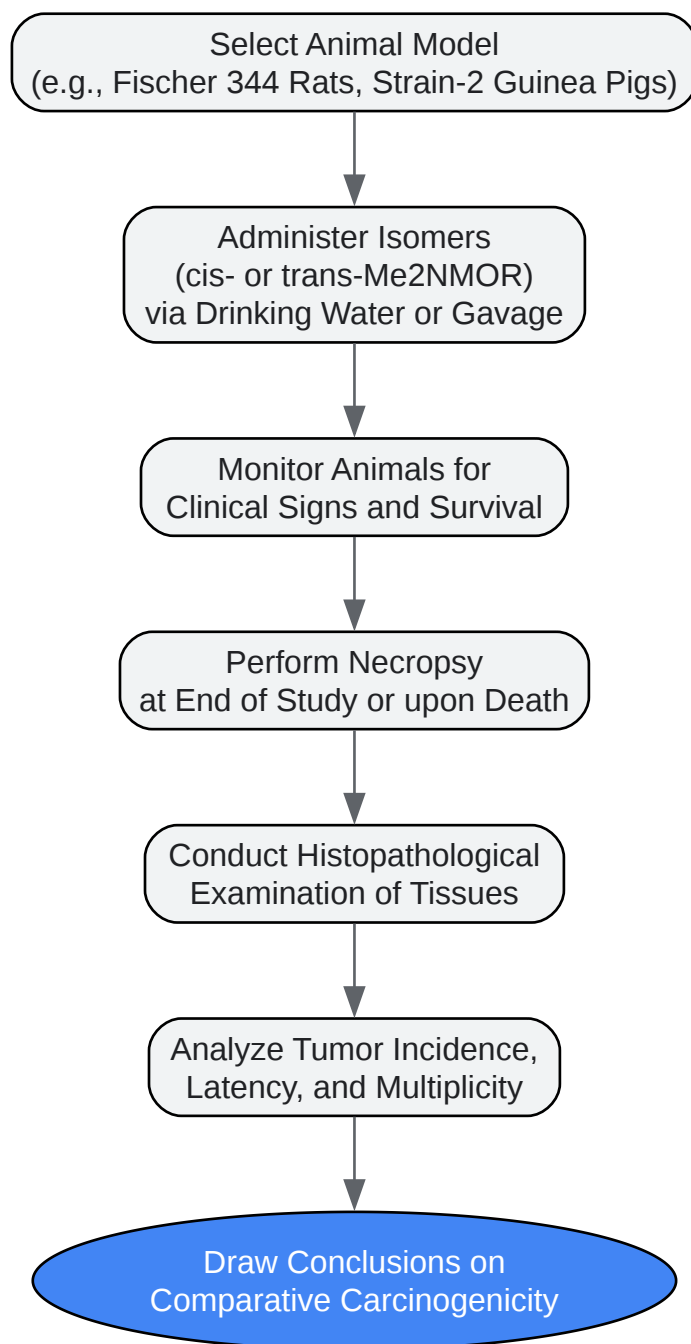 Select Animal Model
(e.g., Fischer 344 Rats, Strain-2 Guinea Pigs)
Administer Isomers
(cis- or trans-Me2NMOR)
via Drinking Water or Gavage
Monitor Animals for
Clinical Signs and Survival
Perform Necropsy
at End of Study or upon Death
Conduct Histopathological
Examination of Tissues
Analyze Tumor Incidence,
Latency, and Multiplicity
Draw Conclusions on
Comparative Carcinogenicity